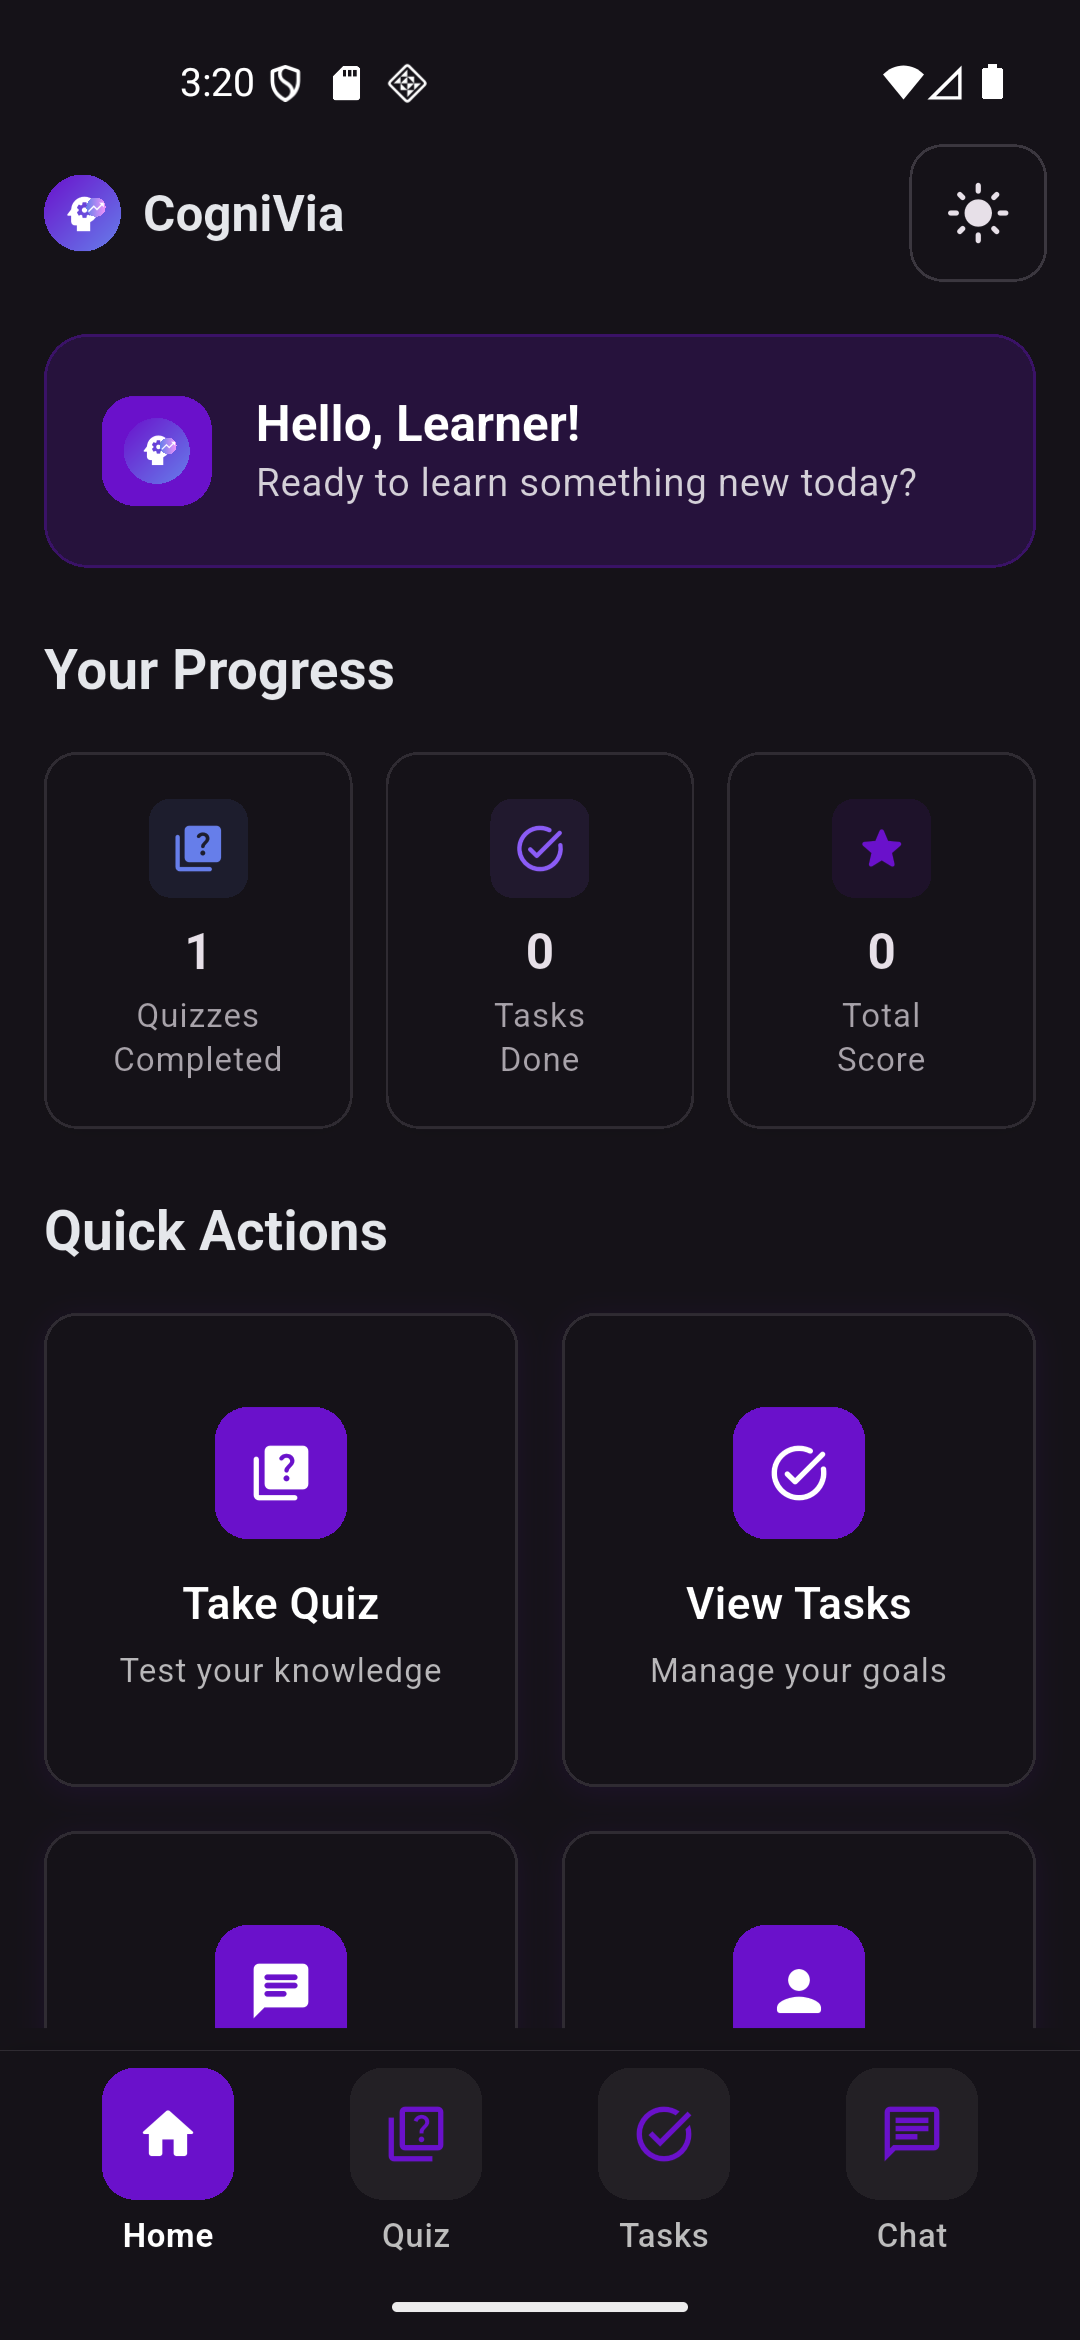 3:20
CogniVia
Hello, Learner!
Ready to learn something new today?
Your Progress
1
Quizzes
Completed
0
Tasks
Done
0
Total
Score
Quick Actions
Take Quiz
Test your knowledge
View Tasks
Manage your goals
Home
Quiz
Tasks
Chat